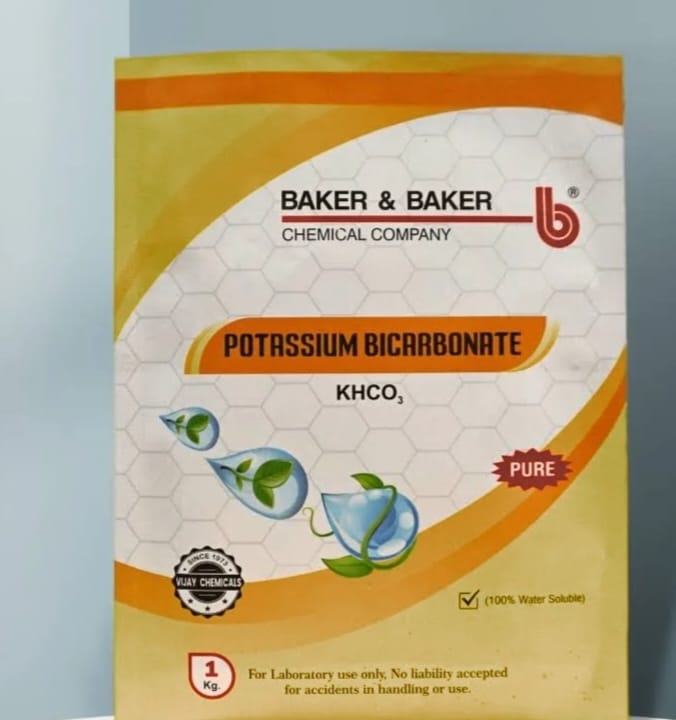 BAKER & BAKER
CHEMICAL COMPANY
b®
POTASSIUM BICARBONATE
KHCO₃
PURE
SINCE 1973
VIJAY CHEMICALS
(100% Water Soluble)
1
Kg.
For Laboratory use only, No liability accepted
for accidents in handling or use.